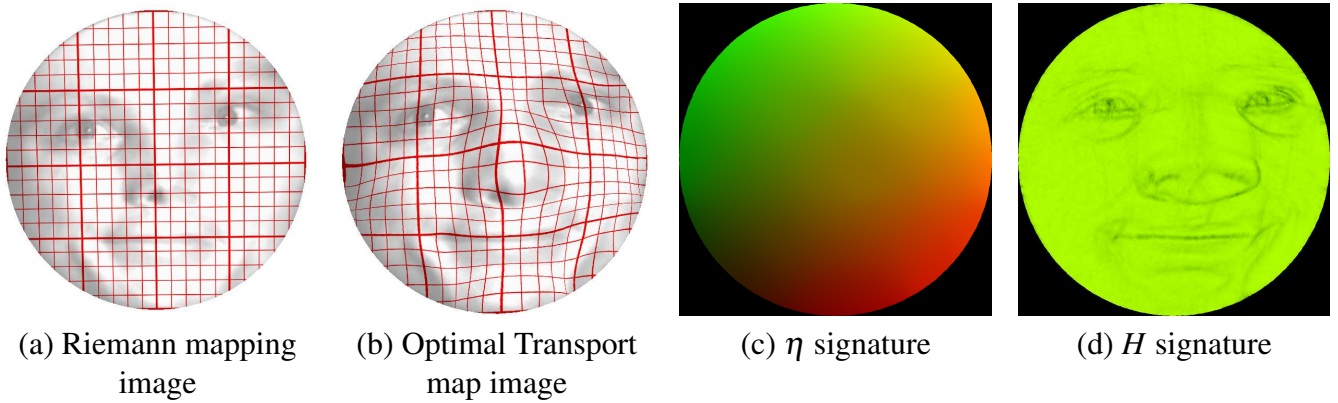 (a) Riemann mapping
image
(b) Optimal Transport
map image
(c) η signature
(d) H signature